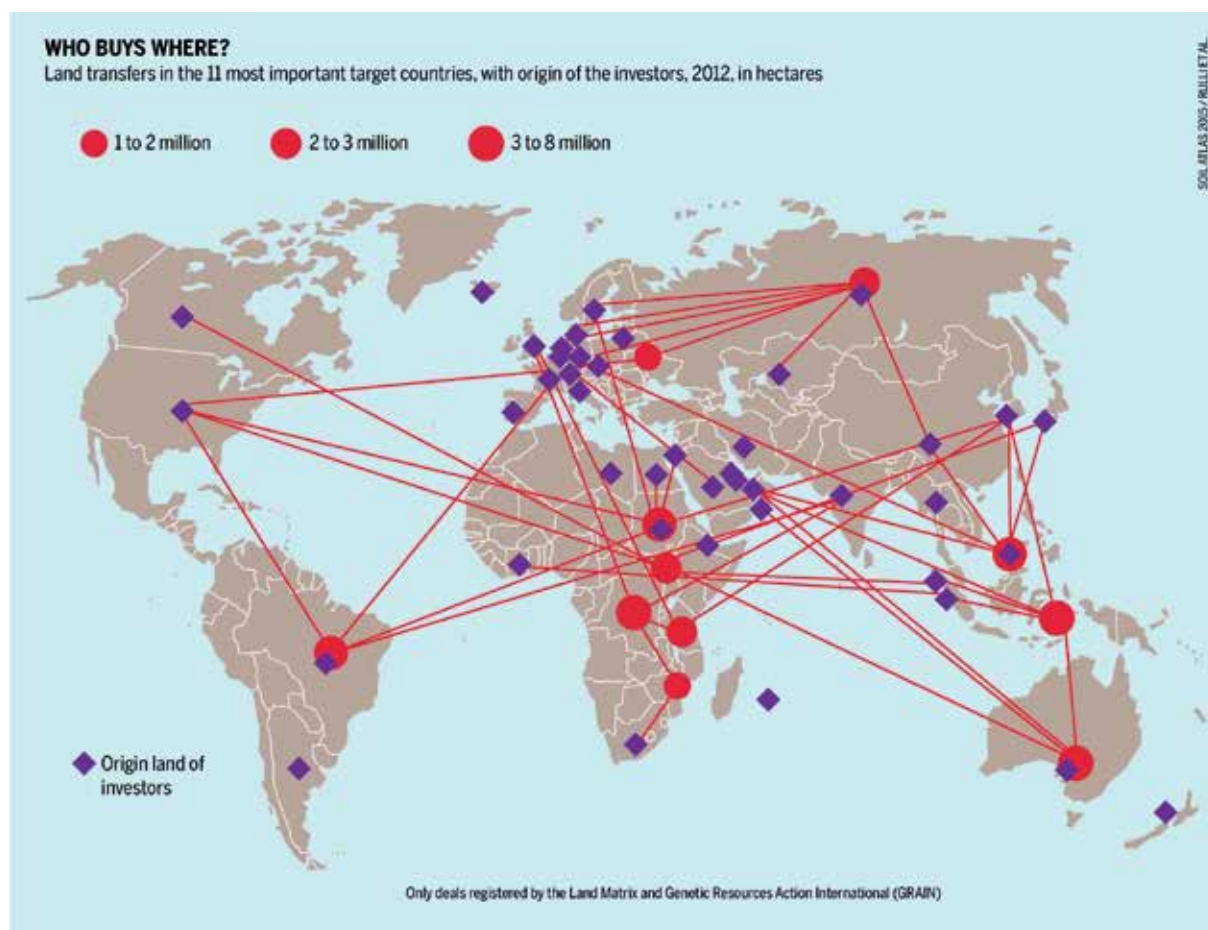 WHO BUYS WHERE?
Land transfers in the 11 most important target countries, with origin of the investors, 2012, in hectares
1 to 2 million
2 to 3 million
3 to 8 million
SOIL ATLAS 2015 / RULLI ET AL.
Origin land of
investors
Only deals registered by the Land Matrix and Genetic Resources Action International (GRAIN)